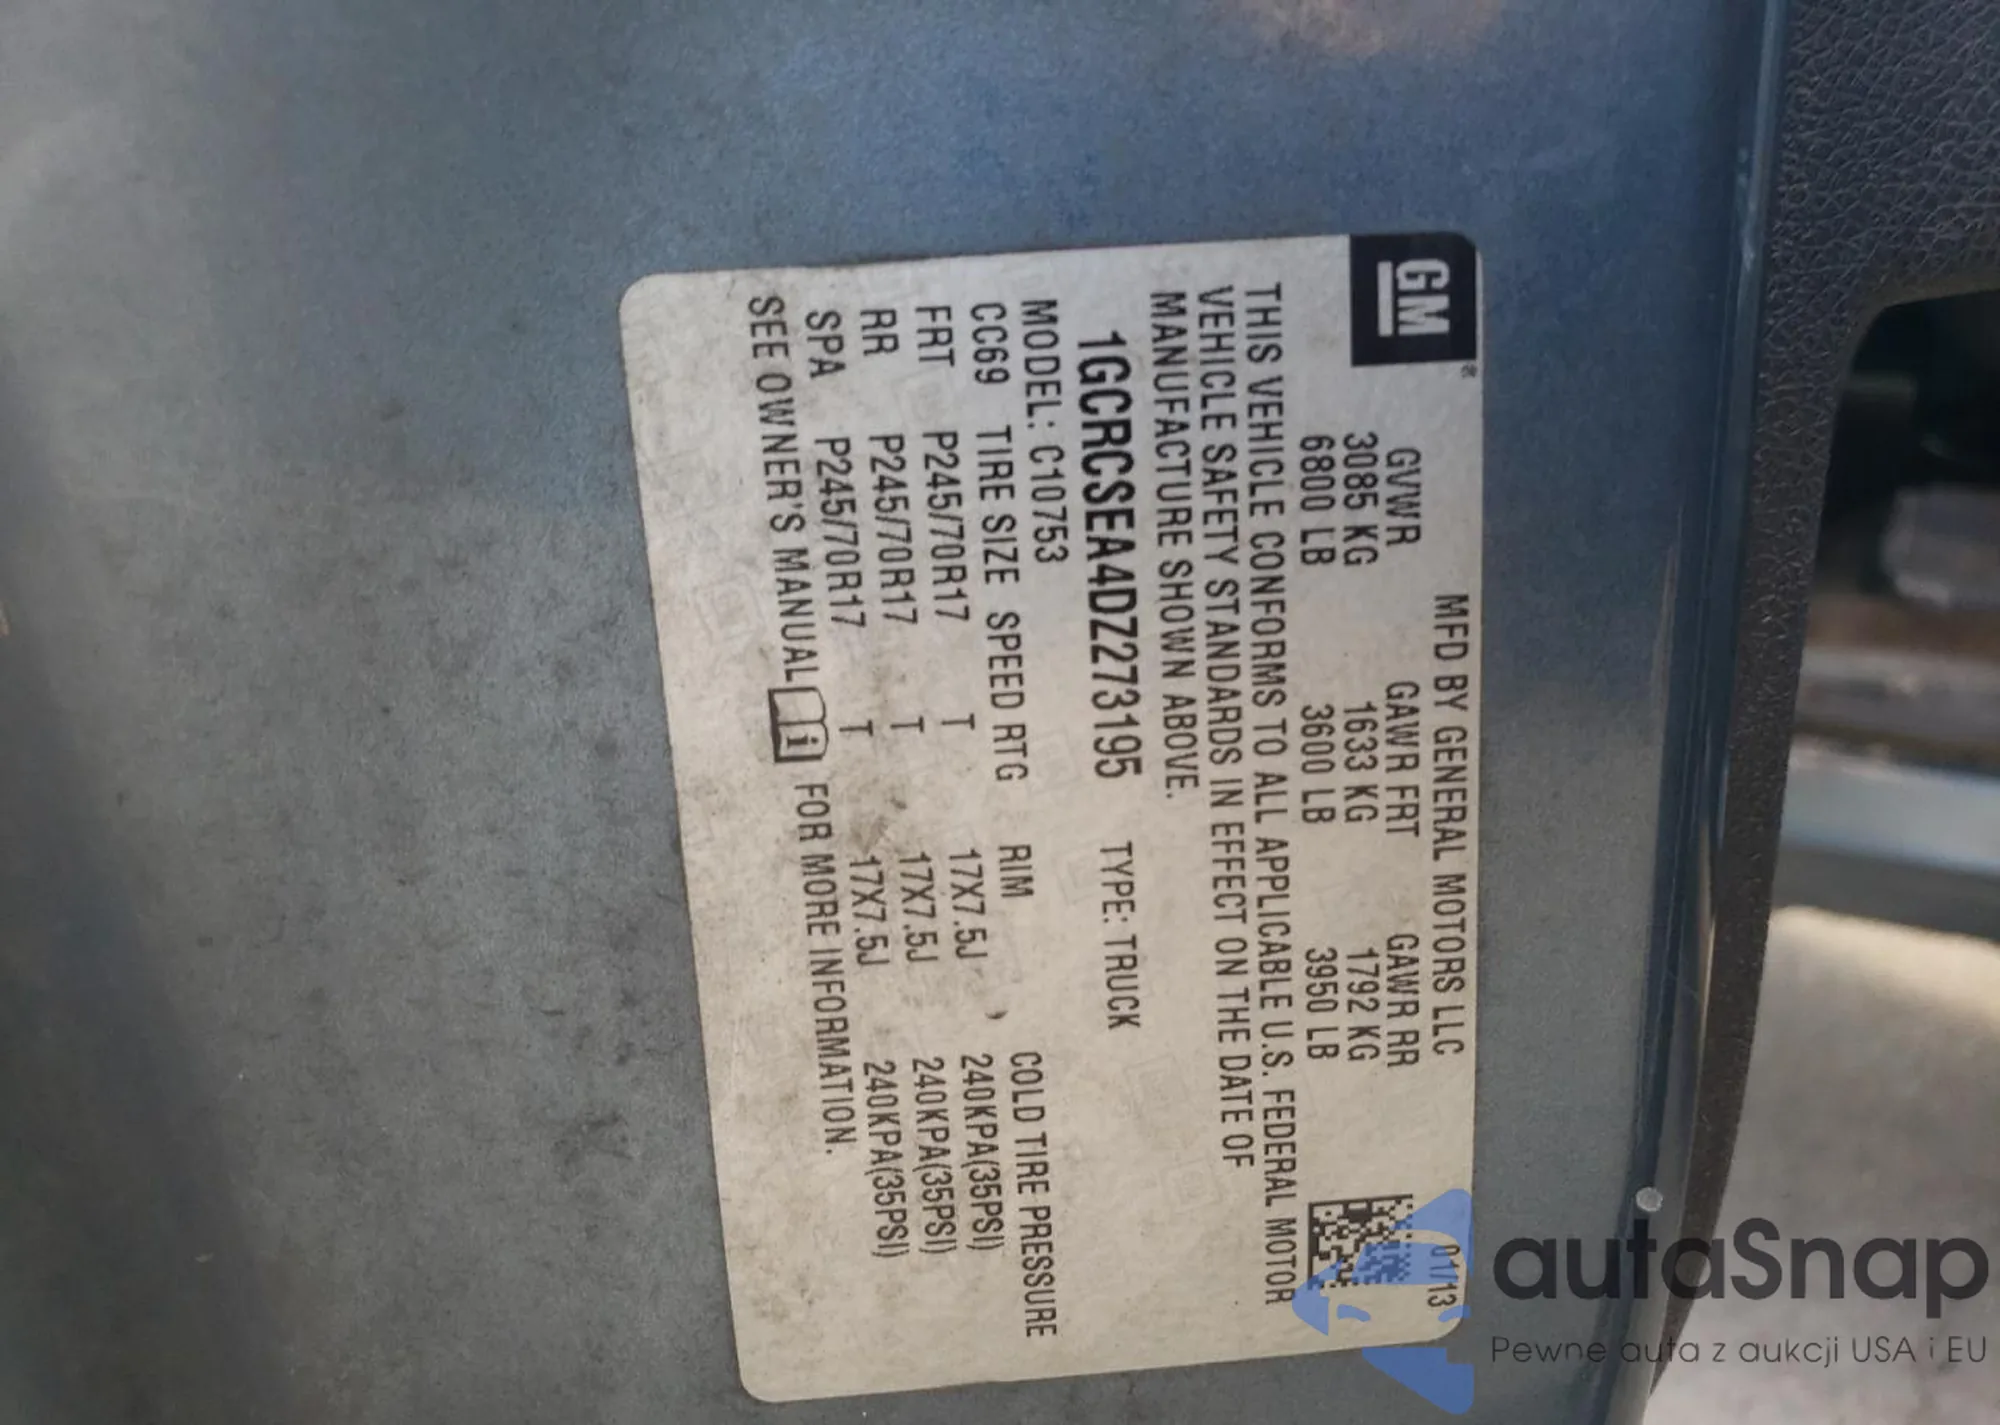 GM
MFD BY GENERAL MOTORS LLC 01/13
GVWR GAWR FRT GAWR RR
3085 KG 1633 KG 1792 KG
6800 LB 3600 LB 3950 LB
THIS VEHICLE CONFORMS TO ALL APPLICABLE U.S. FEDERAL MOTOR
VEHICLE SAFETY STANDARDS IN EFFECT ON THE DATE OF
MANUFACTURE SHOWN ABOVE.
1GCRCSEA4DZ273195 TYPE: TRUCK
MODEL: C10753
CC69 TIRE SIZE SPEED RTG RIM COLD TIRE PRESSURE
FRT P245/70R17 T 17X7.5J 240KPA(35PSI)
RR P245/70R17 T 17X7.5J 240KPA(35PSI)
SPA P245/70R17 T 17X7.5J 240KPA(35PSI)
SEE OWNER'S MANUAL i FOR MORE INFORMATION.
autaSnap
Pewne auta z aukcji USA i EU